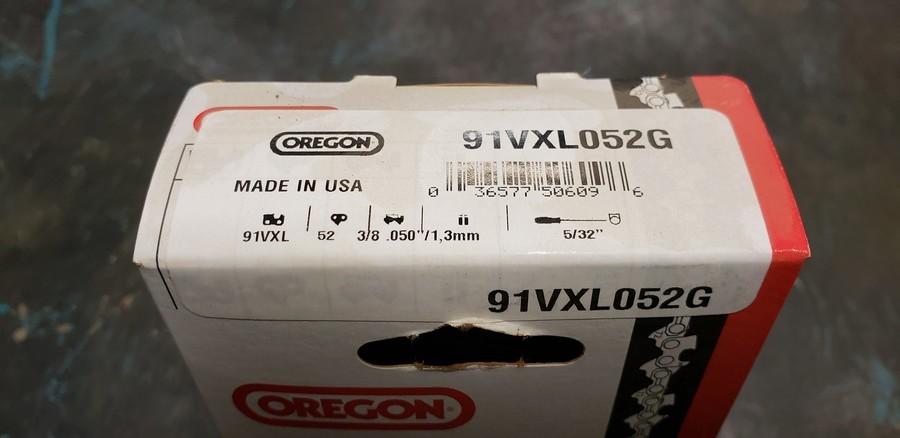 OREGON
91VXL052G
MADE IN USA
0 36577 50609 6
91VXL 52 3/8 .050"/1,3mm 5/32"
91VXL052G
OREGON